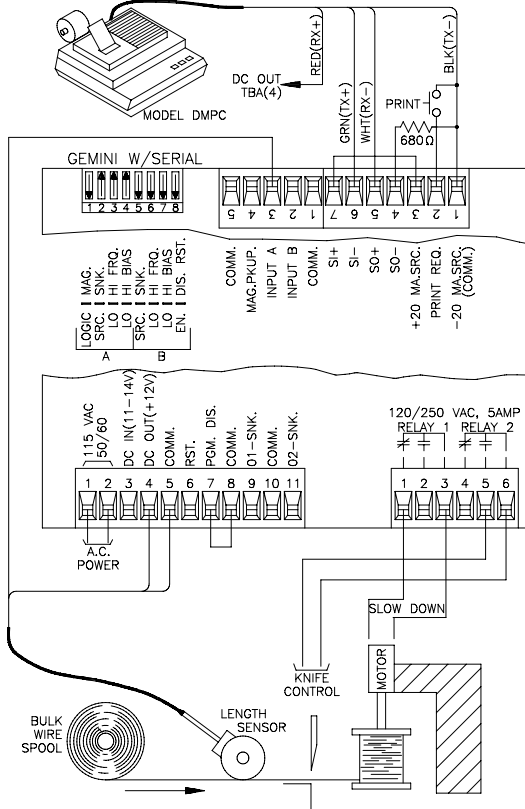 RED(RX+)
DC OUT
TBA(4)
GRN(TX+)
WHT(RX-)
BLK(TX-)
PRINT
680Ω
MODEL DMPC
GEMINI W/SERIAL
1 2 3 4 5 6 7 8
5 4 3 2 1 7 6 5 4 3 2 1
LOGIC MAG.
SRC. SNK.
LO HI FRQ.
LO HI BIAS
SRC. SNK.
LO HI FRQ.
LO HI BIAS
EN. DIS. RST.
A B
COMM.
MAG.PKUP.
INPUT A
INPUT B
COMM.
SI+
SI-
SO+
SO-
+20 MA.SRC.
PRINT REQ.
-20 MA.SRC.
(COMM.)
115 VAC
50/60
DC IN(11-14V)
DC OUT(+12V)
COMM.
RST.
PGM. DIS.
COMM.
01-SNK.
COMM.
02-SNK.
120/250 VAC, 5AMP
RELAY 1 RELAY 2
1 2 3 4 5 6 7 8 9 10 11
1 2 3 4 5 6
A.C.
POWER
SLOW DOWN
MOTOR
KNIFE
CONTROL
LENGTH
SENSOR
BULK
WIRE
SPOOL